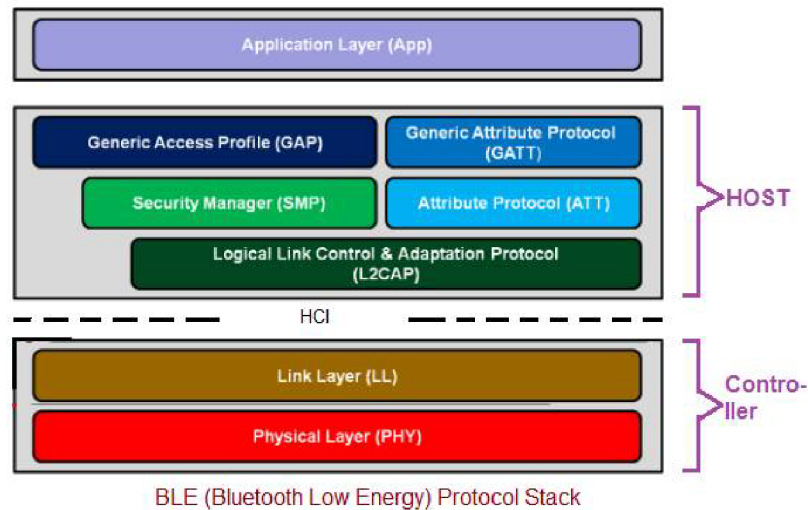 Application Layer (App)
Generic Access Profile (GAP)
Generic Attribute Protocol
(GATT)
Security Manager (SMP)
Attribute Protocol (ATT)
Logical Link Control & Adaptation Protocol
(L2CAP)
HOST
HCI
Link Layer (LL)
Physical Layer (PHY)
Contro-
ller
BLE (Bluetooth Low Energy) Protocol Stack